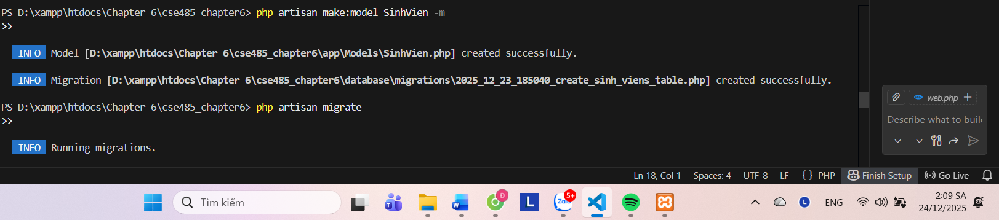 PS D:\xampp\htdocs\Chapter 6\cse485_chapter6> php artisan make:model SinhVien -m
>>
INFO Model [D:\xampp\htdocs\Chapter 6\cse485_chapter6\app\Models\SinhVien.php] created successfully.
INFO Migration [D:\xampp\htdocs\Chapter 6\cse485_chapter6\database\migrations\2025_12_23_185040_create_sinh_viens_table.php] created successfully.
PS D:\xampp\htdocs\Chapter 6\cse485_chapter6> php artisan migrate
>>
INFO Running migrations.
web.php +
Describe what to buil
Ln 18, Col 1 Spaces: 4 UTF-8 LF { } PHP Finish Setup Go Live
Tìm kiếm
T
W
Đ
L
Zalo
5+
L
ENG
2:09 SA
24/12/2025